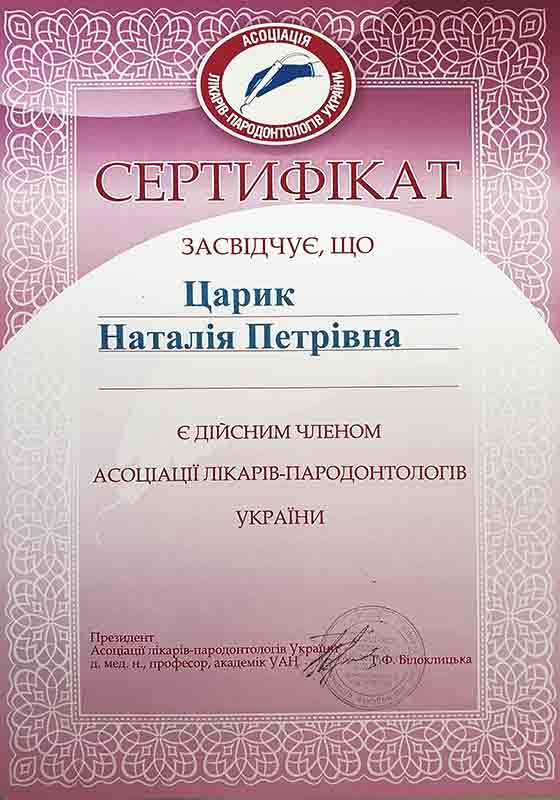 АСОЦІАЦІЯ
ЛІКАРІВ-ПАРОДОНТОЛОГІВ УКРАЇНИ
СЕРТИФІКАТ
ЗАСВІДЧУЄ, ЩО
Царик
Наталія Петрівна
Є ДІЙСНИМ ЧЛЕНОМ
АСОЦІАЦІЇ ЛІКАРІВ-ПАРОДОНТОЛОГІВ
УКРАЇНИ
Президент
Асоціації лікарів-пародонтологів України
д. мед. н., професор, академік УАН Т.Ф. Білоклицька